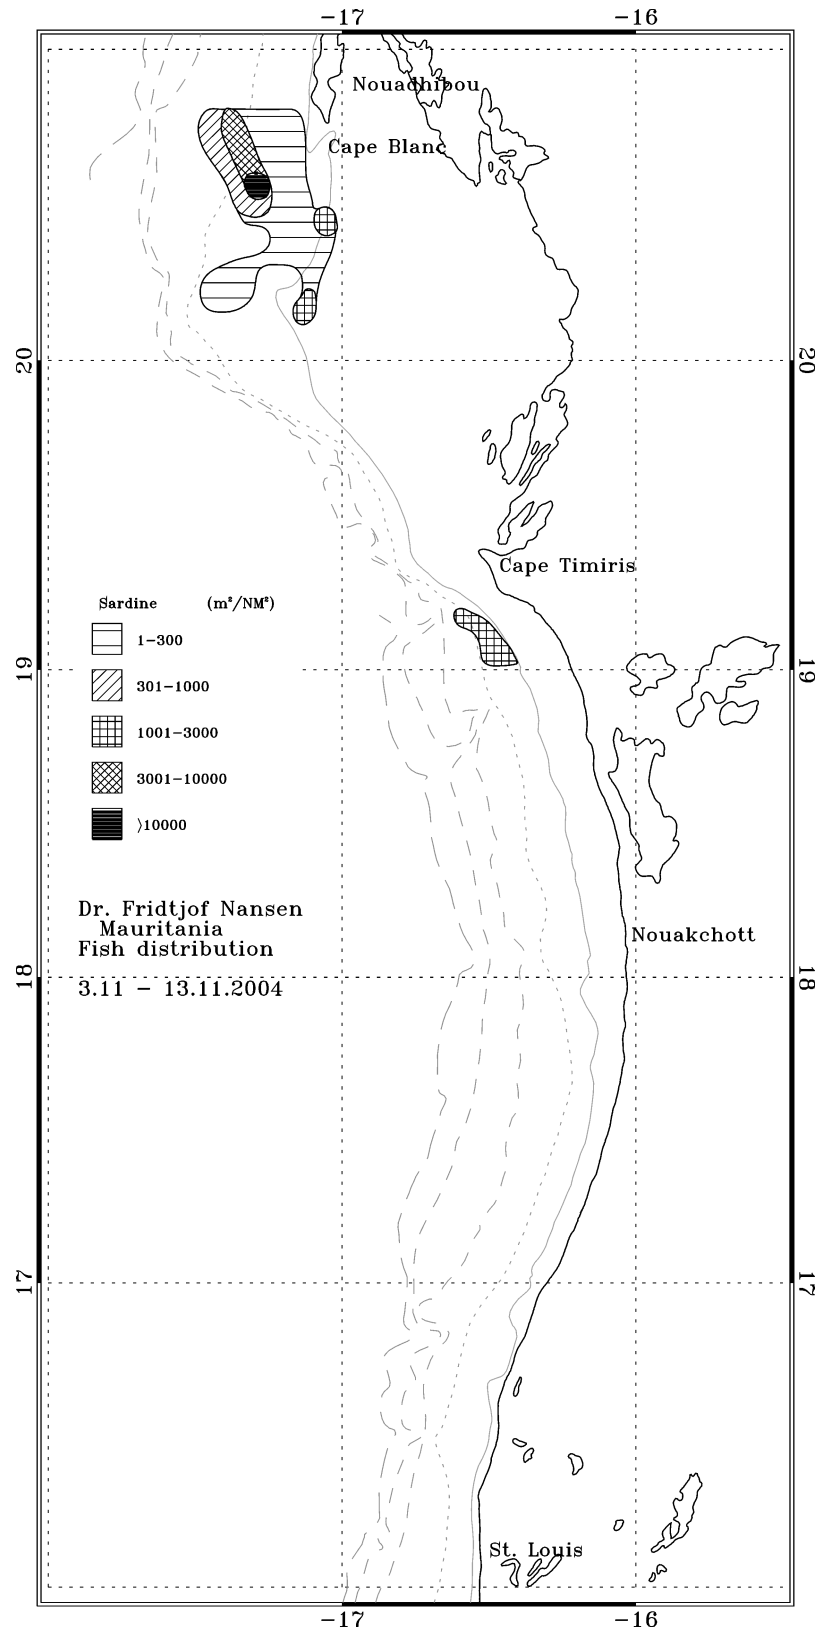 -17 -16
Nouadhibou
Cape Blanc
20 20
Cape Timiris
Sardine (m²/NM²)
1-300
301-1000
1001-3000
3001-10000
>10000
19 19
Dr. Fridtjof Nansen
Mauritania
Fish distribution
3.11 - 13.11.2004
Nouakchott
18 18
17 17
St. Louis
-17 -16